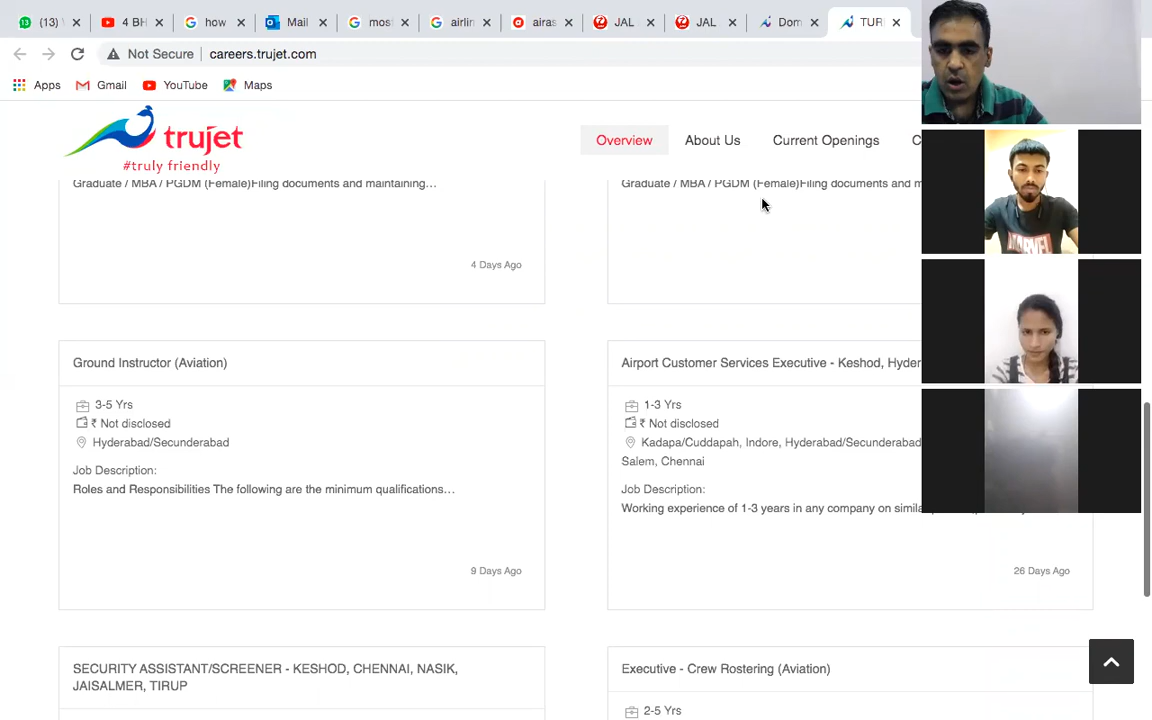 (13) V
4 BH
how
Mail
mos
airlin
airas
JAL
JAL
Dom
TUR
Not Secure
careers.trujet.com
Apps
Gmail
YouTube
Maps
trujet
#truly friendly
Overview
About Us
Current Openings
C
Graduate / MBA / PGDM (Female)Filing documents and maintaining...
4 Days Ago
Graduate / MBA / PGDM (Female)Filing documents and m
Ground Instructor (Aviation)
3-5 Yrs
₹ Not disclosed
Hyderabad/Secunderabad
Job Description:
Roles and Responsibilities The following are the minimum qualifications...
9 Days Ago
Airport Customer Services Executive - Keshod, Hyder
1-3 Yrs
₹ Not disclosed
Kadapa/Cuddapah, Indore, Hyderabad/Secunderabad
Salem, Chennai
Job Description:
Working experience of 1-3 years in any company on simila
26 Days Ago
SECURITY ASSISTANT/SCREENER - KESHOD, CHENNAI, NASIK,
JAISALMER, TIRUP
Executive - Crew Rostering (Aviation)
2-5 Yrs